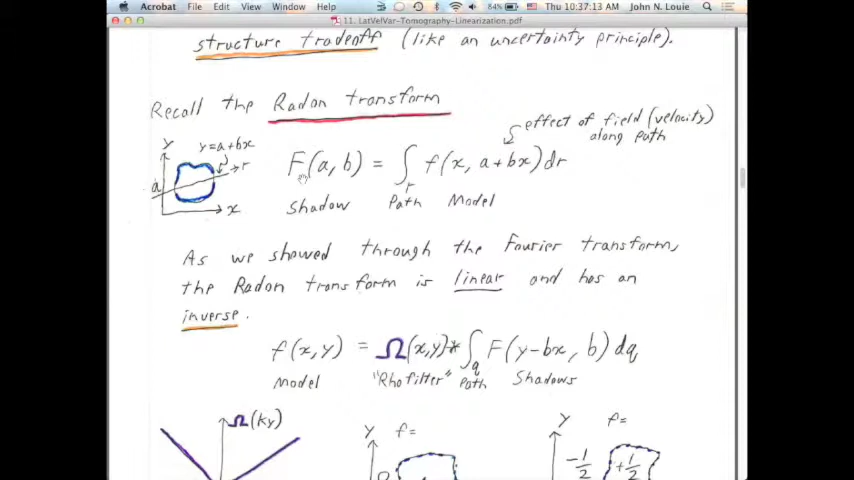 Acrobat File Edit View Window Help 84% Thu 10:37:13 AM John N. Louie
11. LatVelVar-Tomography-Linearization.pdf
structure tradeoff (like an uncertainty principle).
Recall the Radon transform
effect of field (velocity)
along path
y y=a+bx
F(a, b) = ∫r f(x, a+bx) dr
a r x
Shadow Path Model
As we showed through the Fourier transform,
the Radon transform is linear and has an
inverse.
f(x,y) = Ω(x,y)* ∫q F(y-bx, b) dq
Model "Rho filter" Path Shadows
Ω(ky) y f= y f=
0 -1/2 +1/2